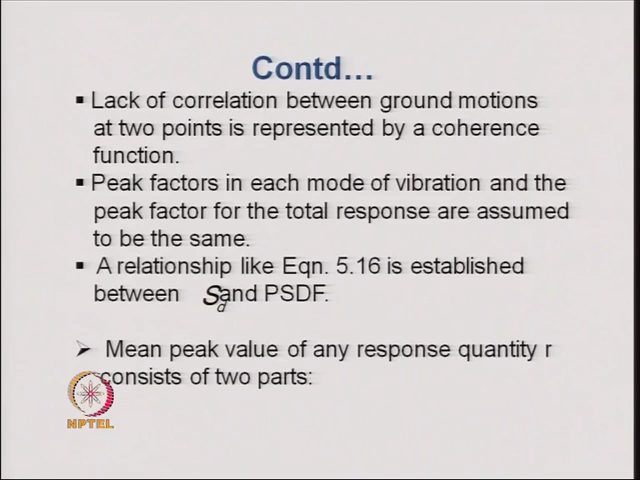 Contd...
▪ Lack of correlation between ground motions
at two points is represented by a coherence
function.
▪ Peak factors in each mode of vibration and the
peak factor for the total response are assumed
to be the same.
▪ A relationship like Eqn. 5.16 is established
between S_d and PSDF.
➢ Mean peak value of any response quantity r
consists of two parts:
NPTEL